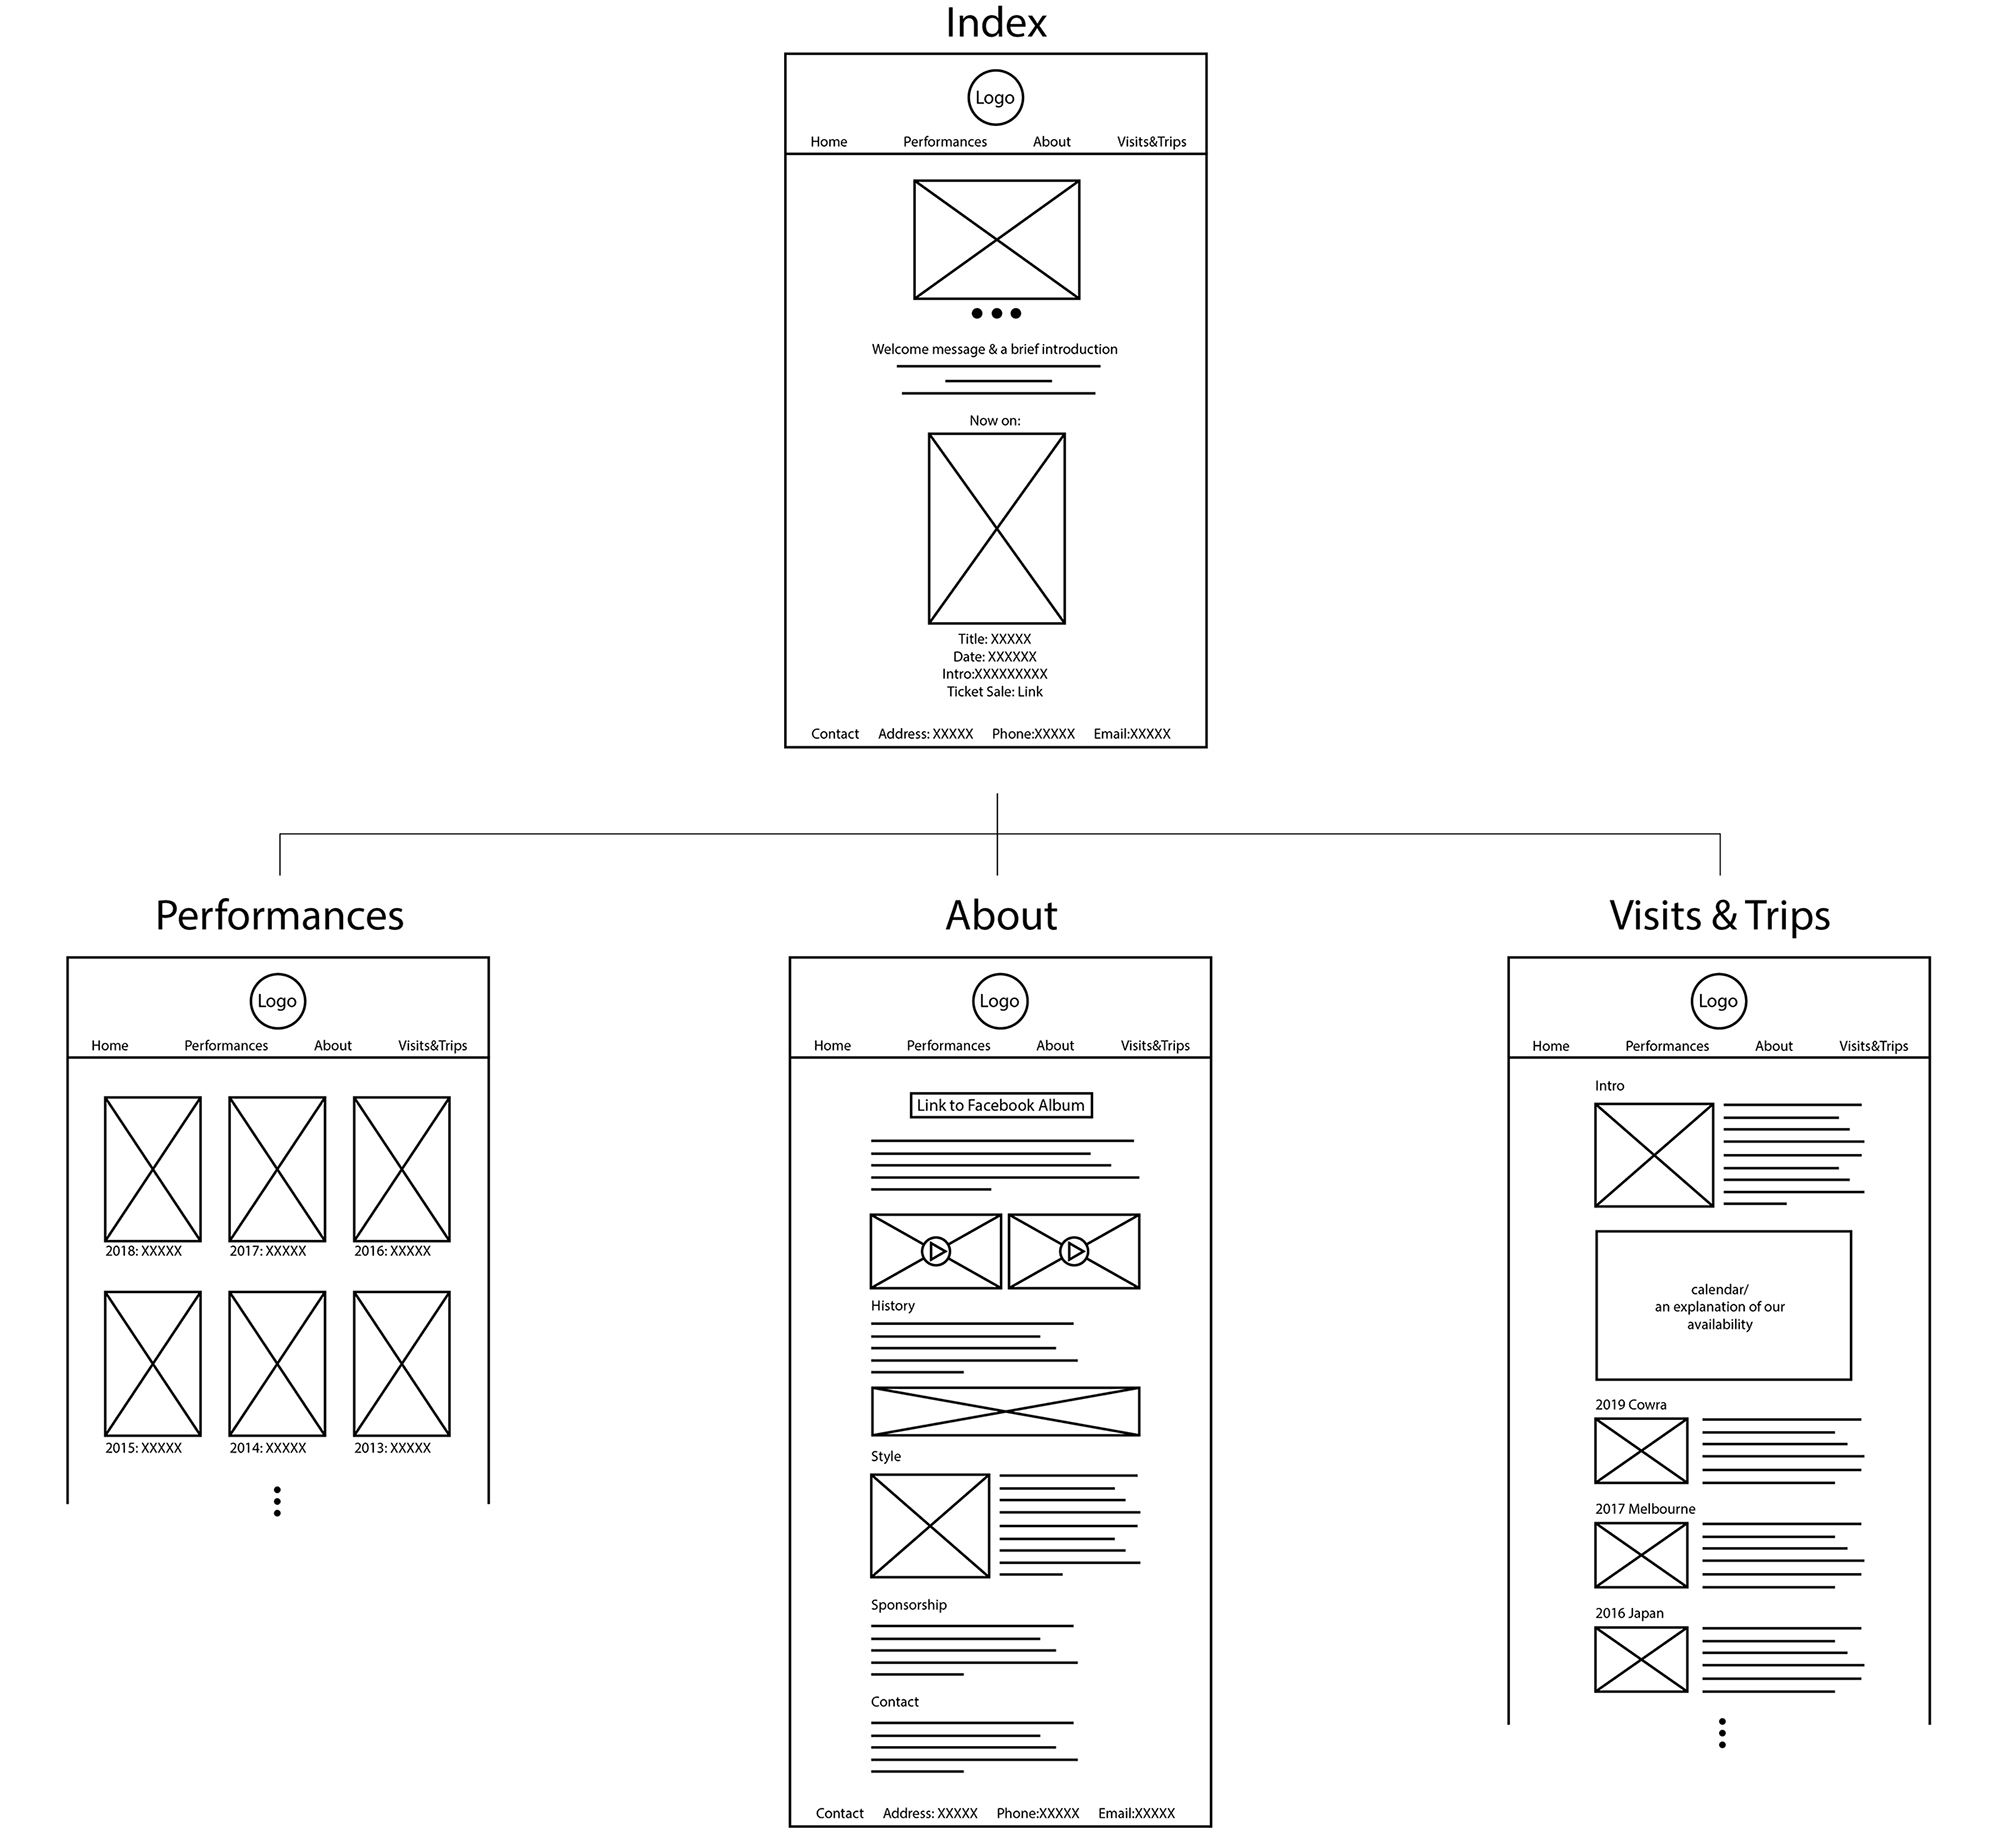 Index
Logo
Home Performances About Visits&Trips
Welcome message & a brief introduction
Now on:
Title: XXXXX
Date: XXXXXX
Intro:XXXXXXXXX
Ticket Sale: Link
Contact Address: XXXXX Phone:XXXXX Email:XXXXX
Performances
Logo
Home Performances About Visits&Trips
2018: XXXXX 2017: XXXXX 2016: XXXXX
2015: XXXXX 2014: XXXXX 2013: XXXXX
About
Logo
Home Performances About Visits&Trips
Link to Facebook Album
History
Style
Sponsorship
Contact
Contact Address: XXXXX Phone:XXXXX Email:XXXXX
Visits & Trips
Logo
Home Performances About Visits&Trips
Intro
calendar/
an explanation of our
availability
2019 Cowra
2017 Melbourne
2016 Japan